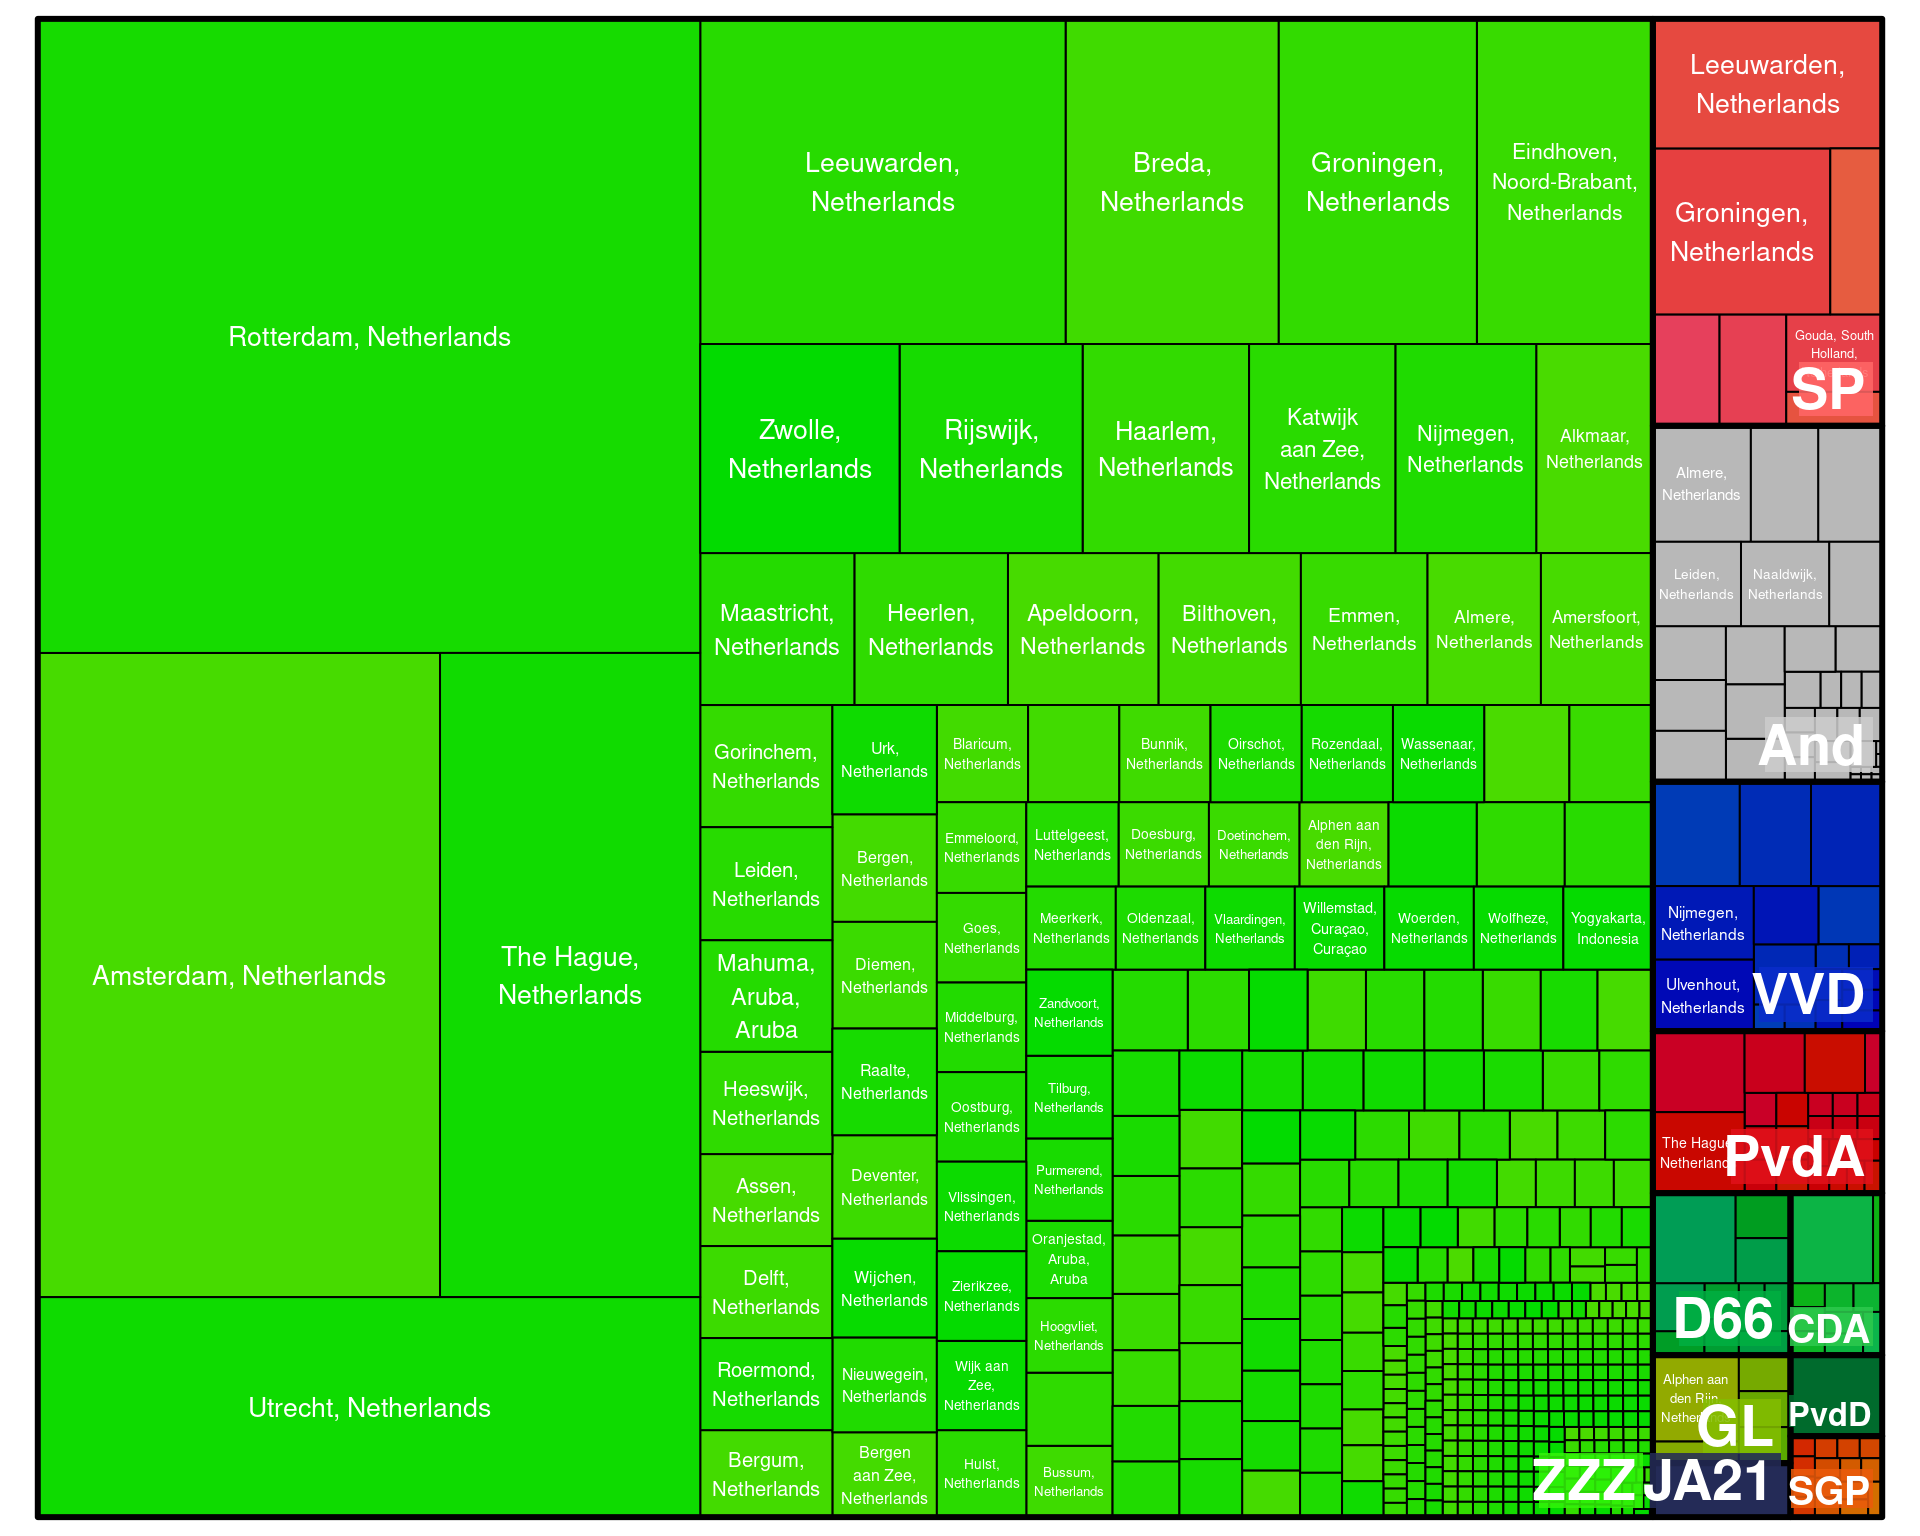 Rotterdam, Netherlands
Amsterdam, Netherlands
The Hague,
Netherlands
Utrecht, Netherlands
Leeuwarden,
Netherlands
Breda,
Netherlands
Groningen,
Netherlands
Eindhoven,
Noord-Brabant,
Netherlands
Zwolle,
Netherlands
Rijswijk,
Netherlands
Haarlem,
Netherlands
Katwijk
aan Zee,
Netherlands
Nijmegen,
Netherlands
Alkmaar,
Netherlands
Maastricht,
Netherlands
Heerlen,
Netherlands
Apeldoorn,
Netherlands
Bilthoven,
Netherlands
Emmen,
Netherlands
Almere,
Netherlands
Amersfoort,
Netherlands
Gorinchem,
Netherlands
Leiden,
Netherlands
Mahuma,
Aruba,
Aruba
Heeswijk,
Netherlands
Assen,
Netherlands
Delft,
Netherlands
Roermond,
Netherlands
Bergum,
Netherlands
Urk,
Netherlands
Bergen,
Netherlands
Diemen,
Netherlands
Raalte,
Netherlands
Deventer,
Netherlands
Wijchen,
Netherlands
Nieuwegein,
Netherlands
Bergen
aan Zee,
Netherlands
Blaricum,
Netherlands
Bunnik,
Netherlands
Oirschot,
Netherlands
Rozendaal,
Netherlands
Wassenaar,
Netherlands
Emmeloord,
Netherlands
Goes,
Netherlands
Middelburg,
Netherlands
Oostburg,
Netherlands
Vlissingen,
Netherlands
Zierikzee,
Netherlands
Wijk aan
Zee,
Netherlands
Hulst,
Netherlands
Luttelgeest,
Netherlands
Doesburg,
Netherlands
Doetinchem,
Netherlands
Alphen aan
den Rijn,
Netherlands
Meerkerk,
Netherlands
Oldenzaal,
Netherlands
Vlaardingen,
Netherlands
Willemstad,
Curaçao,
Curaçao
Woerden,
Netherlands
Wolfheze,
Netherlands
Yogyakarta,
Indonesia
Zandvoort,
Netherlands
Tilburg,
Netherlands
Purmerend,
Netherlands
Oranjestad,
Aruba,
Aruba
Hoogvliet,
Netherlands
Bussum,
Netherlands
ZZZ
Leeuwarden,
Netherlands
Groningen,
Netherlands
Gouda, South
Holland,
SP
Almere,
Netherlands
Leiden,
Netherlands
Naaldwijk,
Netherlands
And
Nijmegen,
Netherlands
Ulvenhout,
Netherlands
VVD
The Hague,
Netherlands
PvdA
D66
CDA
Alphen aan
den Rijn,
Netherlands
GL
PvdD
JA21
SGP